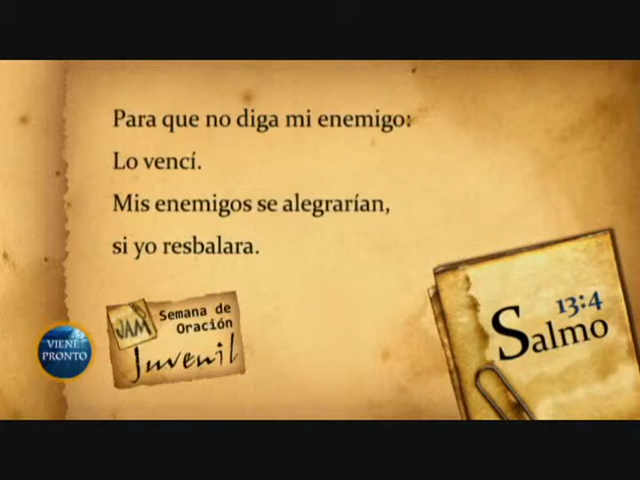 Para que no diga mi enemigo:
Lo vencí.
Mis enemigos se alegrarían,
si yo resbalara.
13:4
Salmo
JAM
Semana de
Oración
Juvenil
VIENE
PRONTO